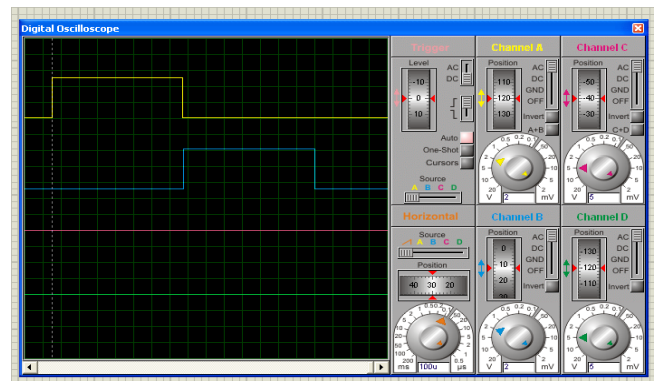 Digital Oscilloscope
Trigger
Level
AC
DC
-10
0
10
Auto
One-Shot
Cursors
Source
A B C D
Channel A
Position
AC
DC
GND
OFF
-110
-120
-130
Invert
A+B
V 2 mV
Channel C
Position
AC
DC
GND
OFF
-50
-40
-30
Invert
C+D
V 5 mV
Horizontal
Source
A B C D
Position
40 30 20
ms 100u µs
Channel B
Position
AC
DC
GND
OFF
0
10
20
Invert
V 2 mV
Channel D
Position
AC
DC
GND
OFF
-130
-120
-110
Invert
V 5 mV